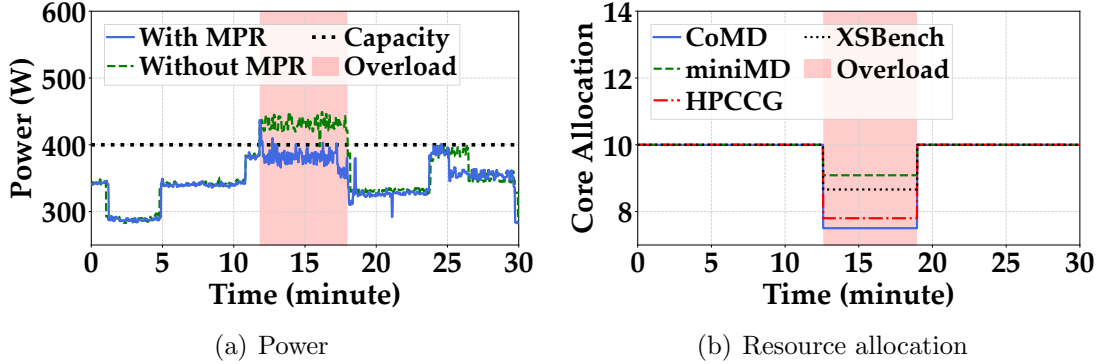 600
500
400
300
Power (W)
With MPR
Without MPR
Capacity
Overload
0 5 10 15 20 25 30
Time (minute)
(a) Power
14
12
10
8
Core Allocation
CoMD
miniMD
HPCCG
XSBench
Overload
0 5 10 15 20 25 30
Time (minute)
(b) Resource allocation